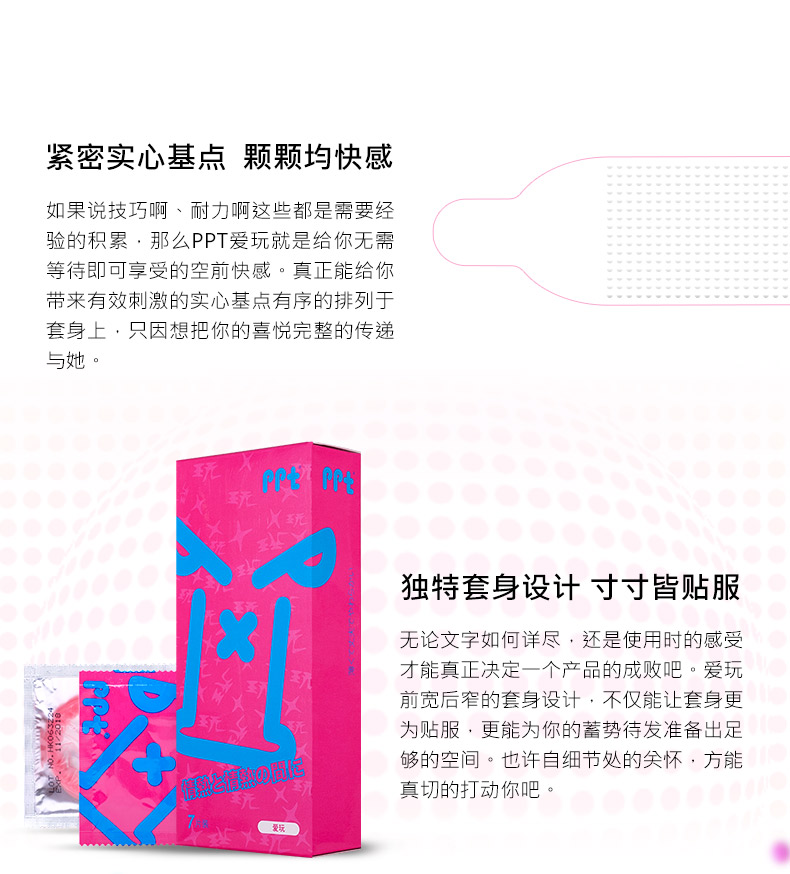 紧密实心基点 颗颗均快感
如果说技巧啊、耐力啊这些都是需要经
验的积累，那么PPT爱玩就是给你无需
等待即可享受的空前快感。真正能给你
带来有效刺激的实心基点有序的排列于
套身上，只因想把你的喜悦完整的传递
与她。
PPt
PPt
独特套身设计 寸寸皆贴服
无论文字如何详尽，还是使用时的感受
才能真正决定一个产品的成败吧。爱玩
前宽后窄的套身设计，不仅能让套身更
为贴服，更能为你的蓄势待发准备出足
够的空间。也许自细节处的关怀，方能
真切的打动你吧。
PPt
LOT NO.HK063224
EXP. 11/2018
7
爱玩